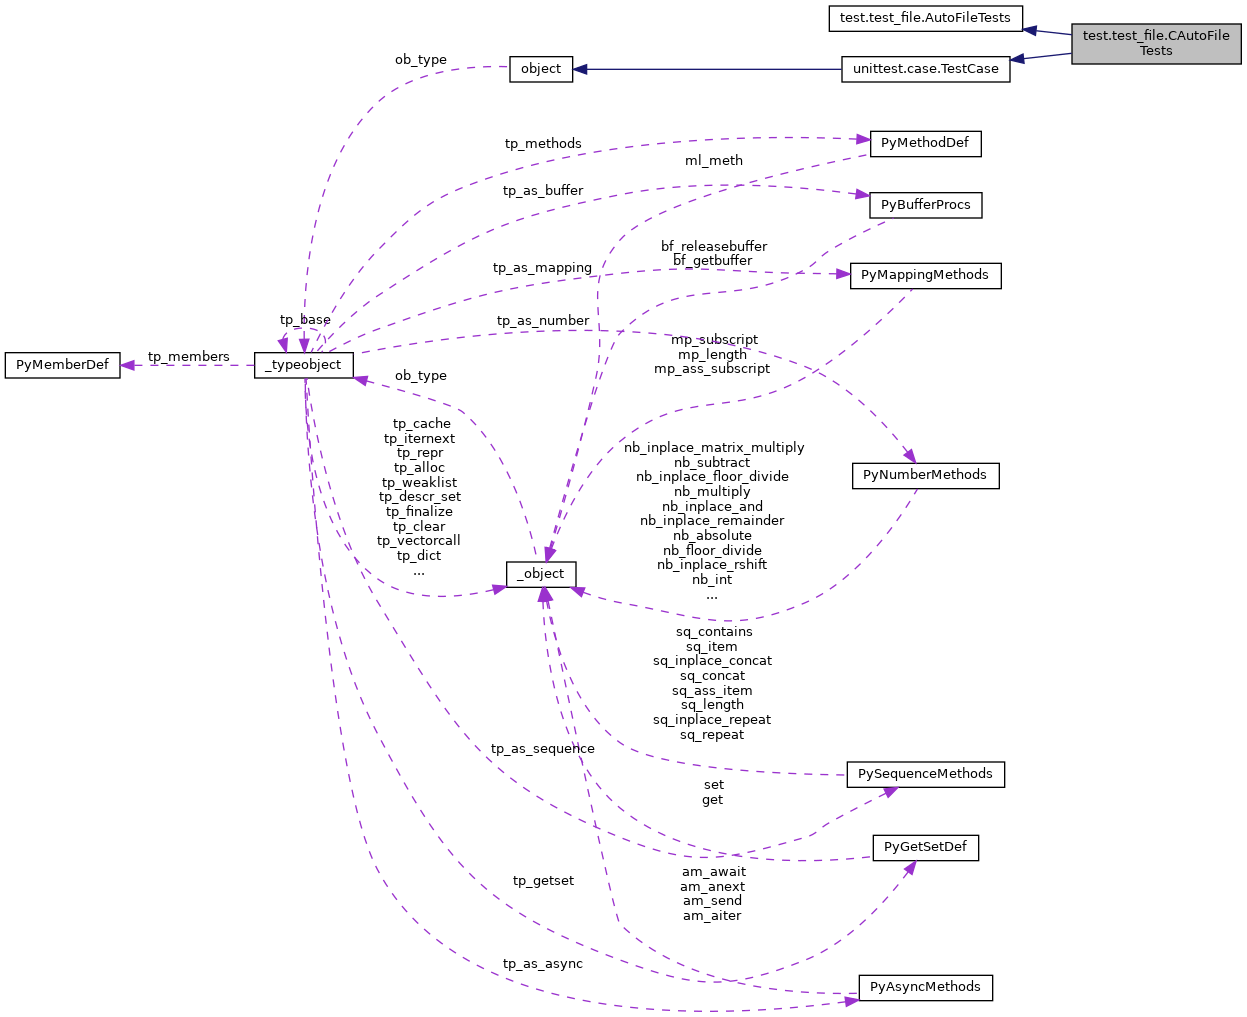 test.test_file.AutoFileTests
test.test_file.CAutoFile
Tests
ob_type
object
unittest.case.TestCase
tp_methods
PyMethodDef
ml_meth
tp_as_buffer
PyBufferProcs
bf_releasebuffer
bf_getbuffer
tp_as_mapping
PyMappingMethods
tp_base
tp_as_number
mp_subscript
mp_length
mp_ass_subscript
PyMemberDef
tp_members
_typeobject
ob_type
tp_cache
tp_iternext
tp_repr
tp_alloc
tp_weaklist
tp_descr_set
tp_finalize
tp_clear
tp_vectorcall
tp_dict
...
nb_inplace_matrix_multiply
nb_subtract
nb_inplace_floor_divide
nb_multiply
nb_inplace_and
nb_inplace_remainder
nb_absolute
nb_floor_divide
nb_inplace_rshift
nb_int
...
PyNumberMethods
_object
sq_contains
sq_item
sq_inplace_concat
sq_concat
sq_ass_item
sq_length
sq_inplace_repeat
sq_repeat
tp_as_sequence
PySequenceMethods
set
get
PyGetSetDef
tp_getset
am_await
am_anext
am_send
am_aiter
tp_as_async
PyAsyncMethods